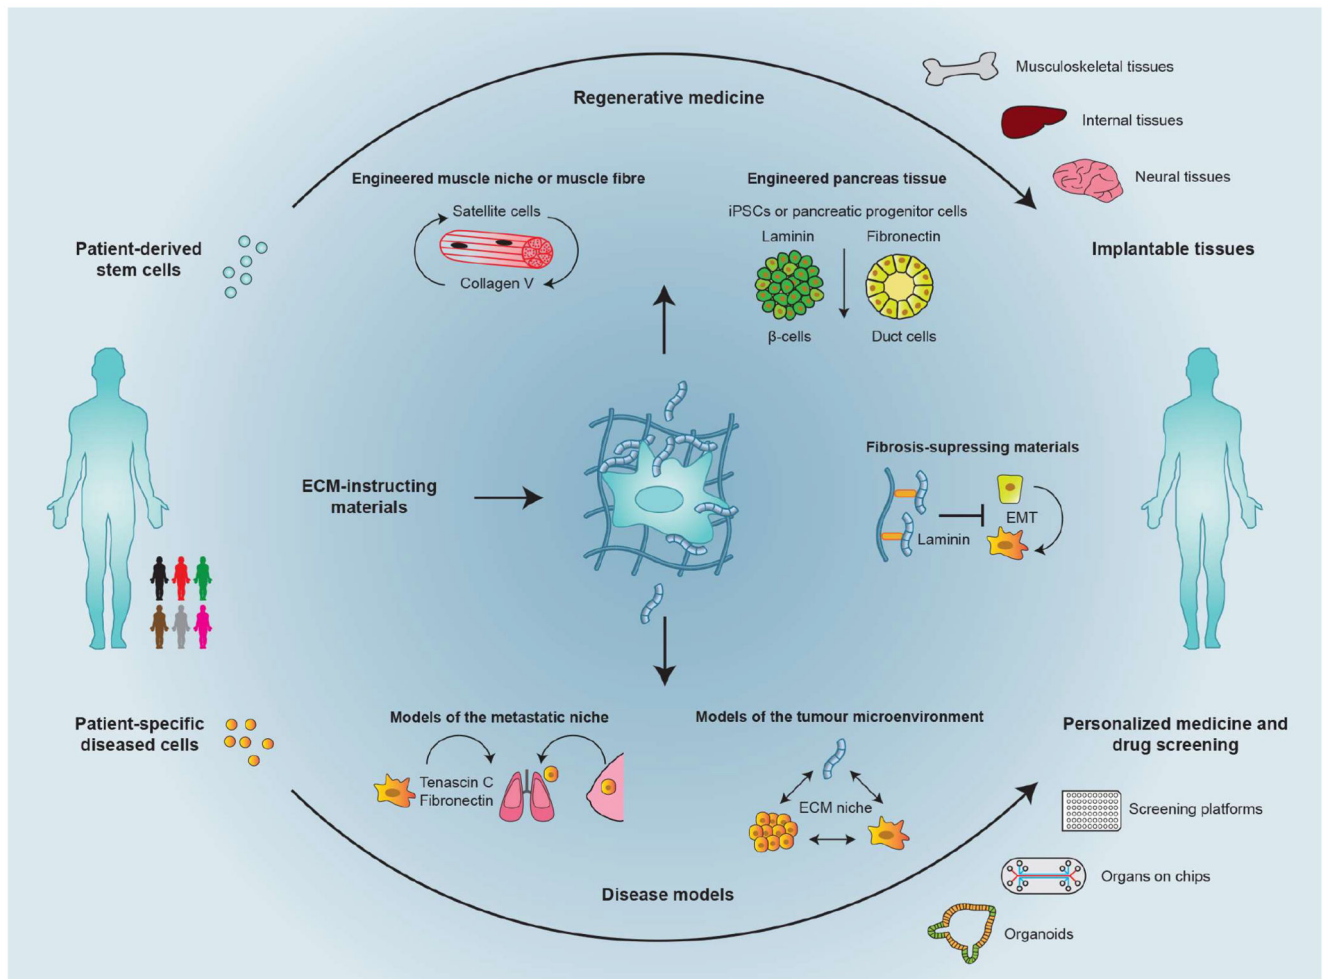 Musculoskeletal tissues
Regenerative medicine
Internal tissues
Engineered muscle niche or muscle fibre
Engineered pancreas tissue
Neural tissues
Satellite cells
iPSCs or pancreatic progenitor cells
Patient-derived
stem cells
Laminin
Fibronectin
Implantable tissues
Collagen V
β-cells
Duct cells
Fibrosis-supressing materials
ECM-instructing
materials
EMT
Laminin
Patient-specific
diseased cells
Models of the metastatic niche
Models of the tumour microenvironment
Personalized medicine and
drug screening
Tenascin C
Fibronectin
ECM niche
Screening platforms
Disease models
Organs on chips
Organoids